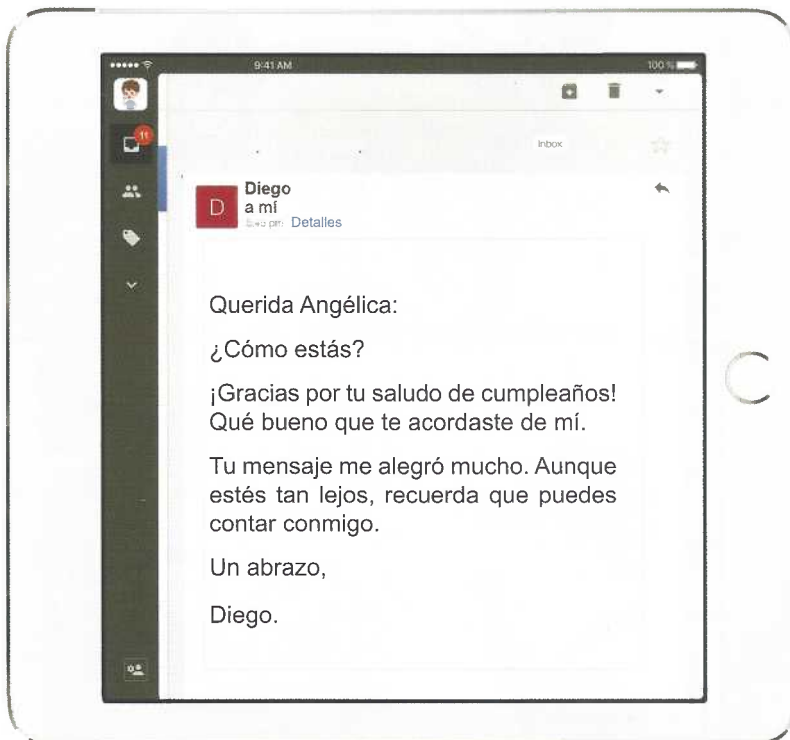 9:41 AM
100 %
11
Inbox
D
Diego
a mí
Detalles
Querida Angélica:
¿Cómo estás?
¡Gracias por tu saludo de cumpleaños!
Qué bueno que te acordaste de mí.
Tu mensaje me alegró mucho. Aunque
estés tan lejos, recuerda que puedes
contar conmigo.
Un abrazo,
Diego.